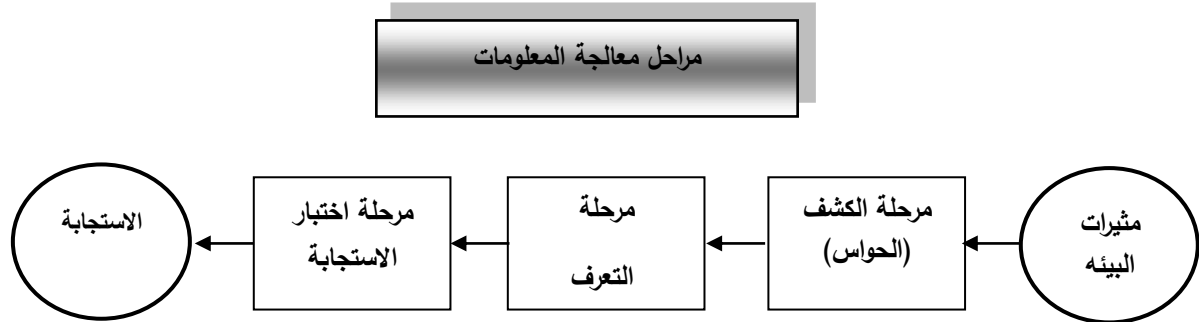 مراحل معالجة المعلومات
مثيرات
البيئه
مرحلة الكشف
(الحواس)
مرحلة
التعرف
مرحلة اختبار
الاستجابة
الاستجابة